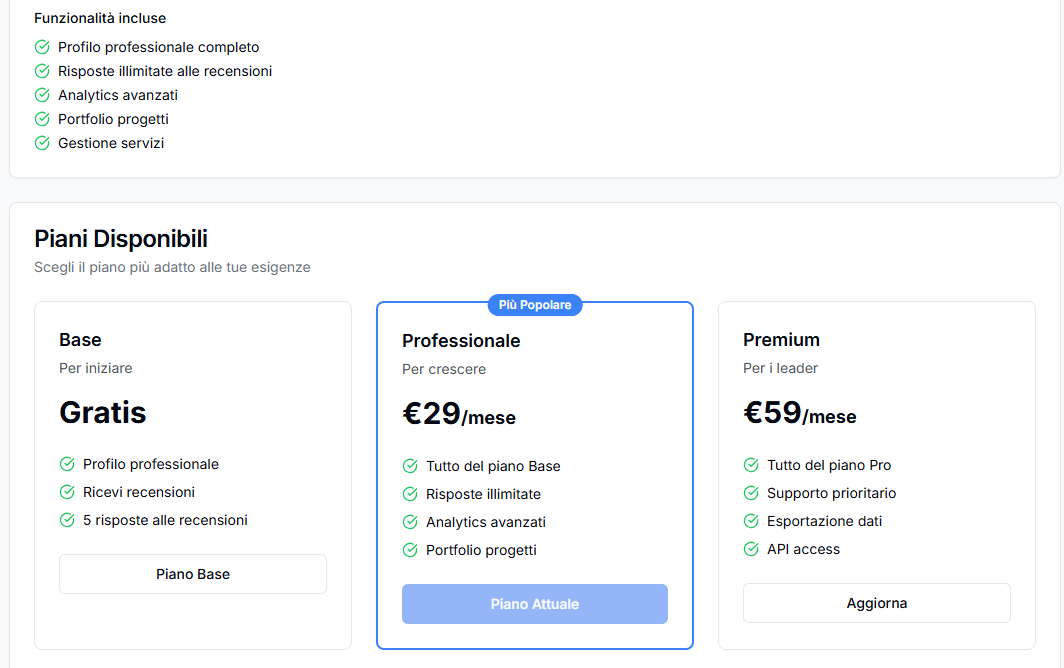 Funzionalità incluse
Profilo professionale completo
Risposte illimitate alle recensioni
Analytics avanzati
Portfolio progetti
Gestione servizi
Piani Disponibili
Scegli il piano più adatto alle tue esigenze
Base
Per iniziare
Gratis
Profilo professionale
Ricevi recensioni
5 risposte alle recensioni
Piano Base
Più Popolare
Professionale
Per crescere
€29/mese
Tutto del piano Base
Risposte illimitate
Analytics avanzati
Portfolio progetti
Piano Attuale
Premium
Per i leader
€59/mese
Tutto del piano Pro
Supporto prioritario
Esportazione dati
API access
Aggiorna